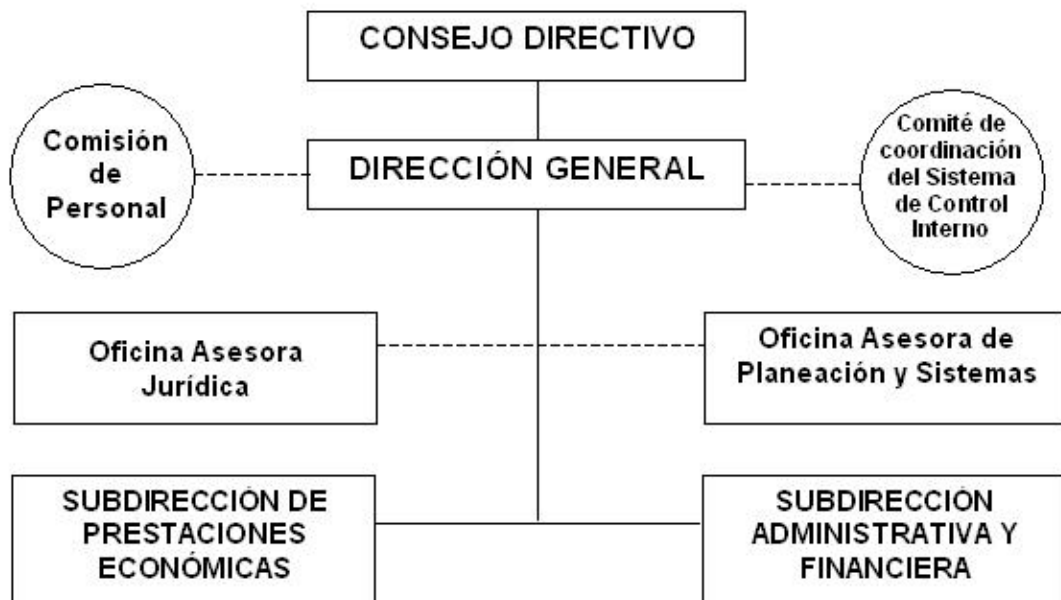 CONSEJO DIRECTIVO
Comisión
de
Personal
DIRECCIÓN GENERAL
Comité de
coordinación
del Sistema
de Control
Interno
Oficina Asesora
Jurídica
Oficina Asesora de
Planeación y Sistemas
SUBDIRECCIÓN DE
PRESTACIONES
ECONÓMICAS
SUBDIRECCIÓN
ADMINISTRATIVA Y
FINANCIERA